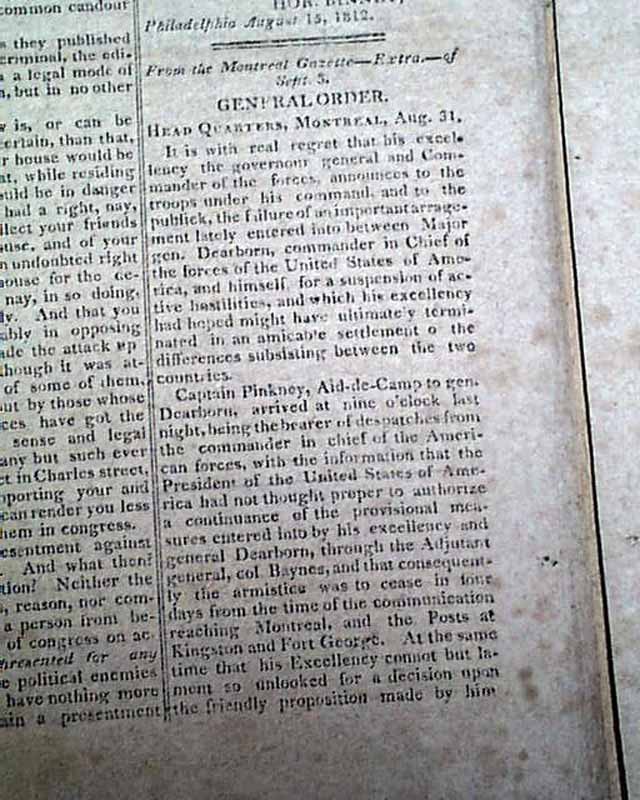 common candour
s they published
criminal, the edi-
s a legal mode of
n, but in no other
w is, or can be
certain, than that,
r house would be
at, while residing
ould be in danger
had a right, nay,
llect your friends
use, and of your
n undoubted right
house for the de-
nay, in so doing,
ly. And that you
ably in opposing
ade the attack up
hough it was at-
of some of them,
but by those whose
ices have got the
sense and legal
any but such ever
et in Charles street,
pporting your and
can render you less
hem in congress.
esentment against
. And what then?
tion? Neither the
s, reason, nor com-
a person from be-
of congress on ac-
presented for any
e political enemies
have nothing more
ain a presentment
HOR. BINNEY,
Philadelphia August 15, 1812.
From the Montreal Gazette—Extra.—of
Sept. 5.
GENERAL ORDER.
HEAD QUARTERS, MONTREAL, Aug. 31.
It is with real regret that his excel-
lency the governour general and Com-
mander of the forces, announces to the
troops under his command, and to the
publick, the failure of an important arrage-
ment lately entered into between Major
gen. Dearborn, commander in Chief of
the forces of the United States of Ame-
rica, and himself for a suspension of ac-
tive hostilities, and which his excellency
had hoped might have ultimate'y termi-
nated in an amicable settlement o the
differences subsisting between the two
countries.
Captain Pinkney, Aid-de-Camp to gen.
Dearborn, arrived at nine o'clock last
night, being the bearer of despatches from
the commander in chief of the Ameri-
can forces, with the information that the
President of the United States of Ame-
rica had not thought proper to authorize
a continuance of the provisional mea-
sures entered into by his excellency and
general Dearborn, through the Adjutant
general, col Baynes, and that consequent-
ly the armistice was to cease in four
days from the time of the communication
reaching Montreal, and the Posts at
Kingston and Fort George. At the same
time that his Excellency connot but la-
ment so unlooked for a decision upon
the friendly proposition made by him